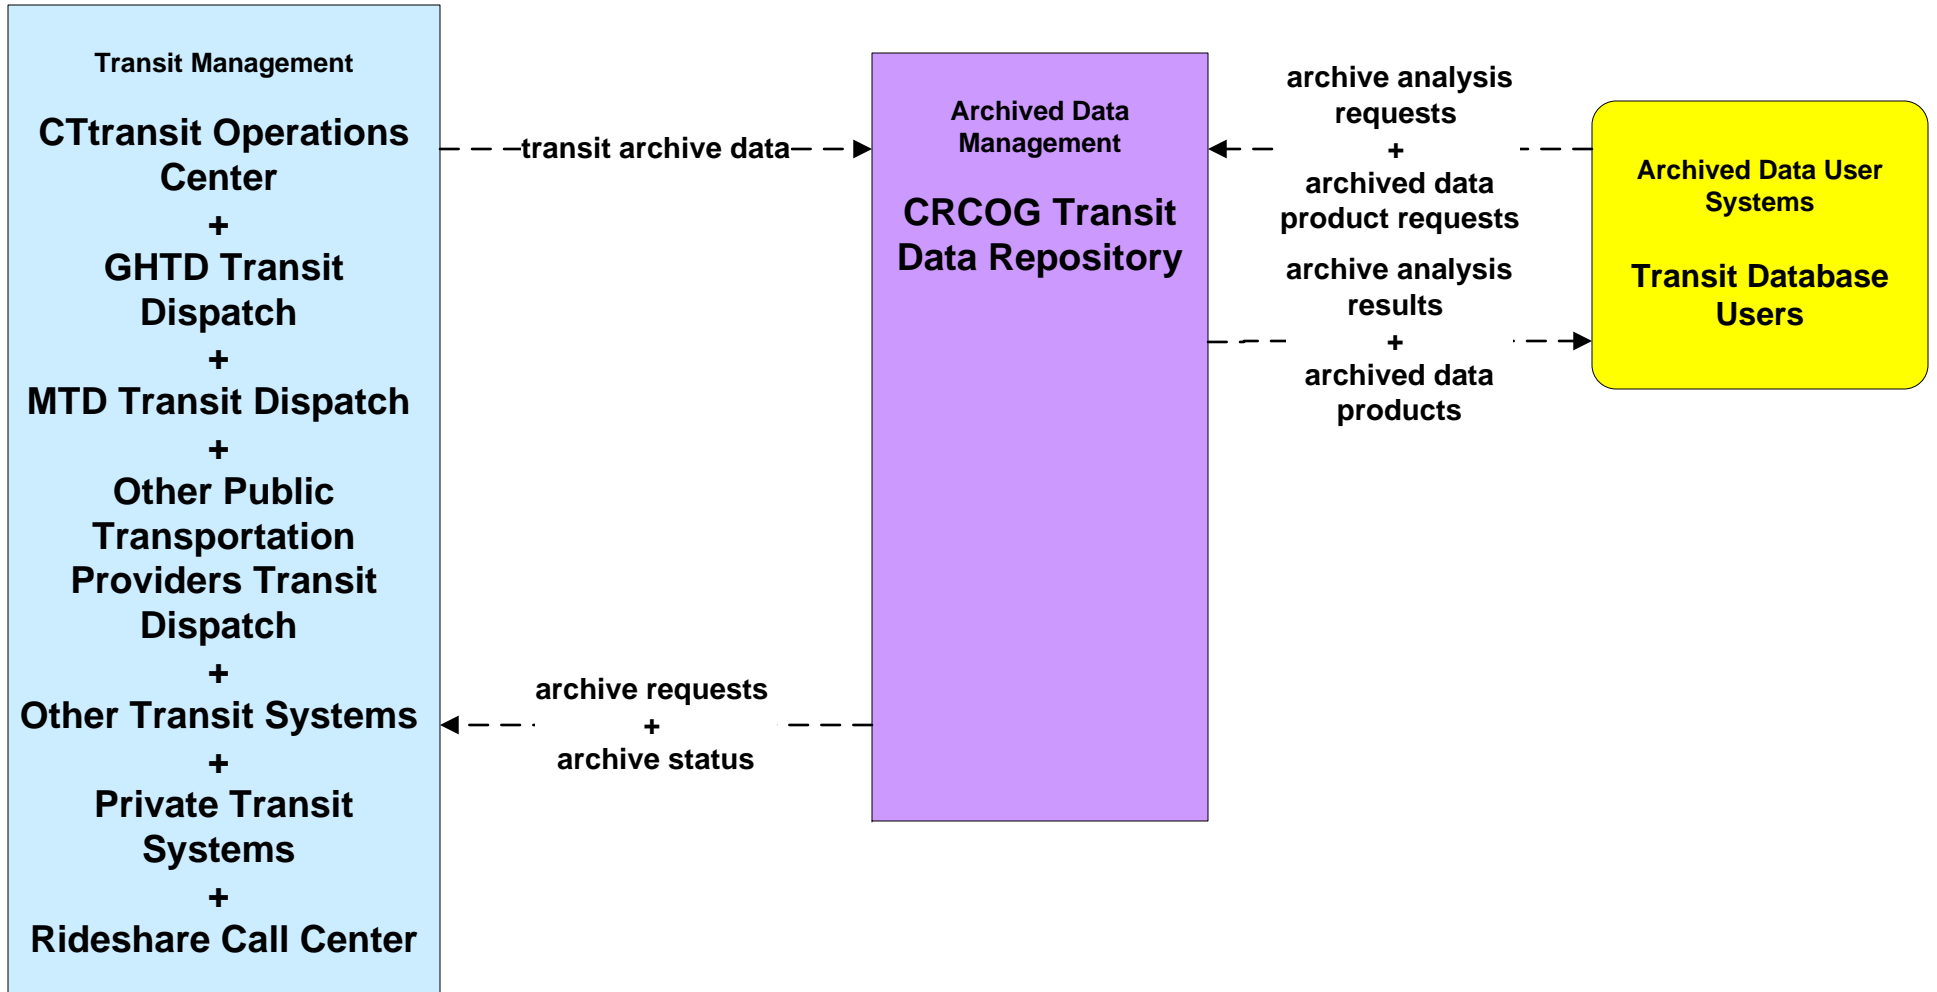 Transit Management
CTtransit Operations
Center
+
GHTD Transit
Dispatch
+
MTD Transit Dispatch
+
Other Public
Transportation
Providers Transit
Dispatch
+
Other Transit Systems
+
Private Transit
Systems
+
Rideshare Call Center
transit archive data
archive requests
+
archive status
Archived Data
Management
CRCOG Transit
Data Repository
archive analysis
requests
+
archived data
product requests
archive analysis
results
+
archived data
products
Archived Data User
Systems
Transit Database
Users